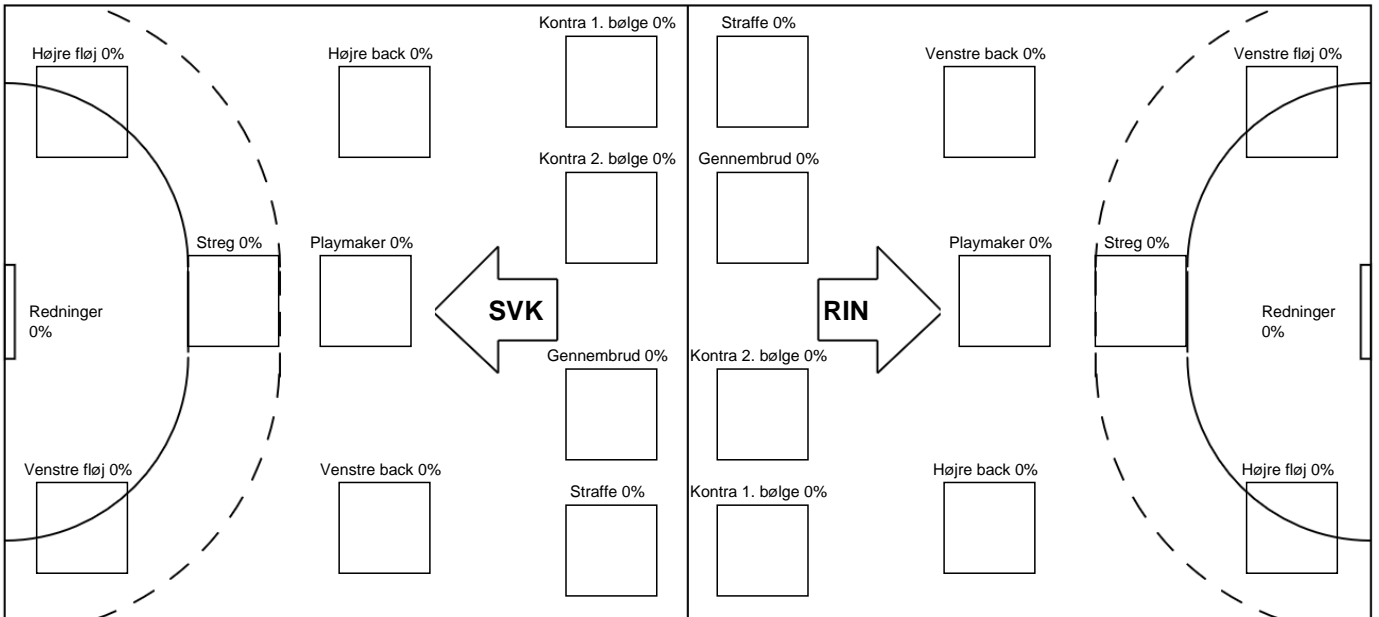 Kontra 1. bølge 0%
Straffe 0%
Højre fløj 0%
Højre back 0%
Venstre back 0%
Venstre fløj 0%
Kontra 2. bølge 0%
Gennembrud 0%
Streg 0%
Playmaker 0%
Playmaker 0%
Streg 0%
SVK
RIN
Redninger
0%
Redninger
0%
Gennembrud 0%
Kontra 2. bølge 0%
Venstre fløj 0%
Venstre back 0%
Højre back 0%
Højre fløj 0%
Straffe 0%
Kontra 1. bølge 0%